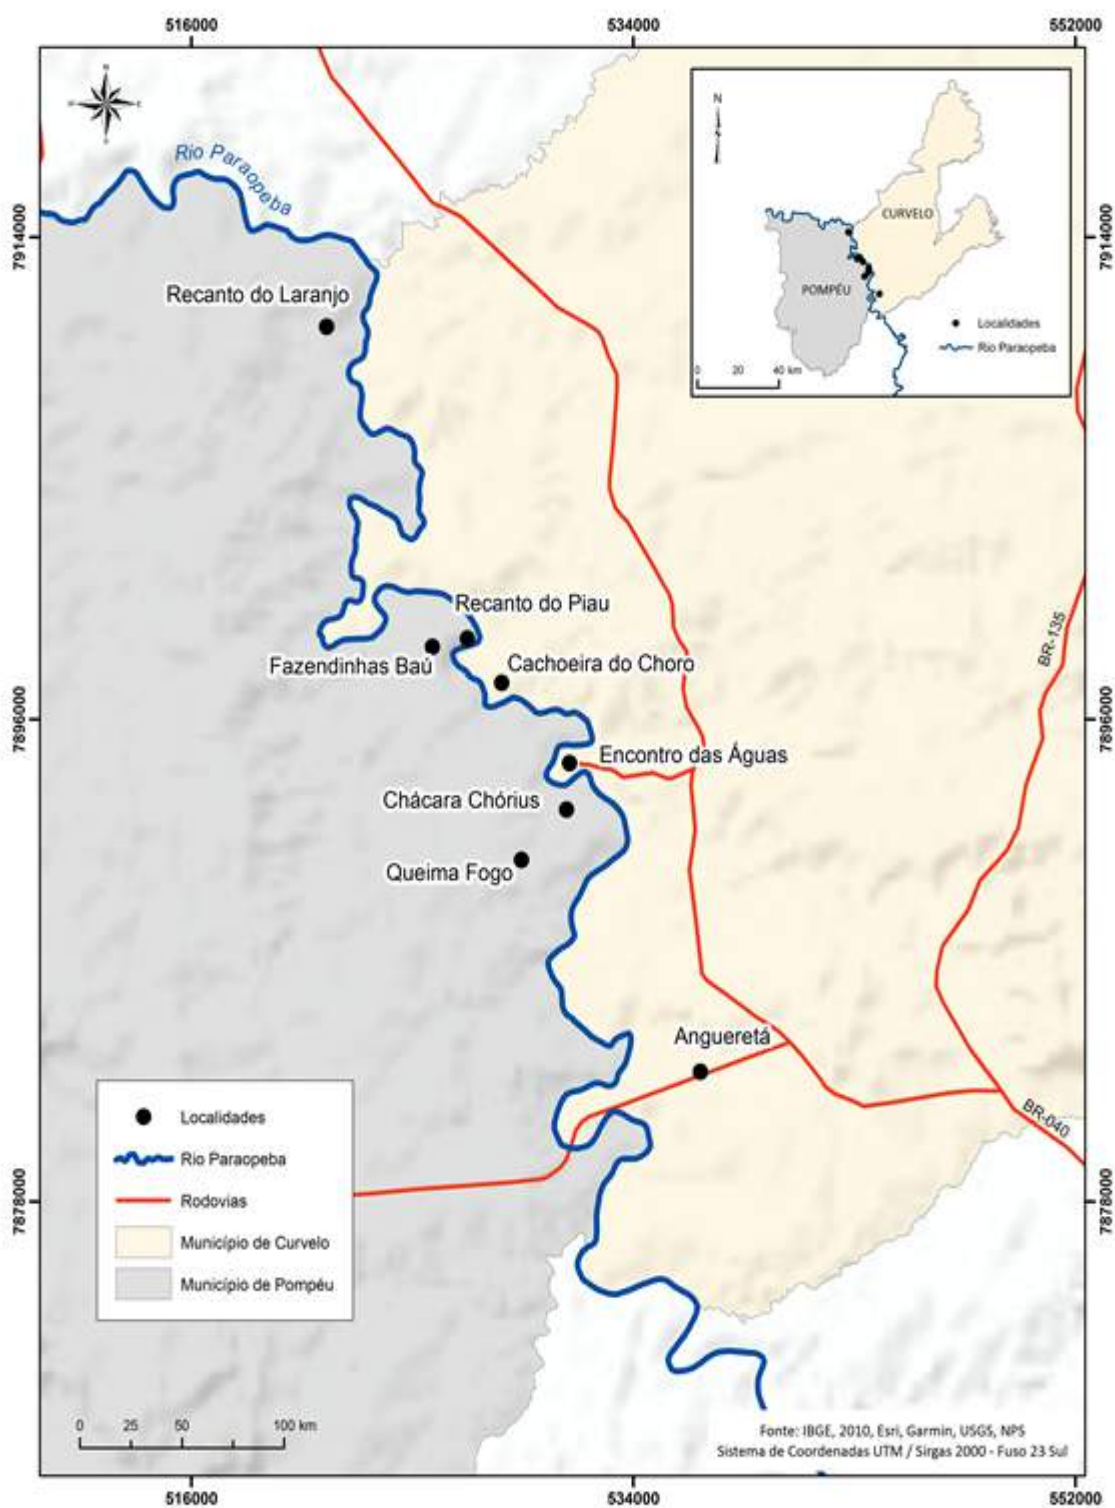 516000
534000
552000
N
Rio Paraopeba
7914000
7914000
Recanto do Laranjo
N
CURVELO
POMPÉU
Localidades
Rio Paraopeba
0 20 40 km
Recanto do Piau
Fazendinhas Baú
Cachoeira do Choro
BR-135
7896000
7896000
Encontro das Águas
Chácara Chórius
Queima Fogo
Angueretá
BR-040
Localidades
Rio Paraopeba
Rodovias
Município de Curvelo
Município de Pompéu
7878000
7878000
0 25 50 100 km
Fonte: IBGE, 2010, Esri, Garmin, USGS, NPS
Sistema de Coordenadas UTM / Sirgas 2000 - Fuso 23 Sul
516000
534000
552000